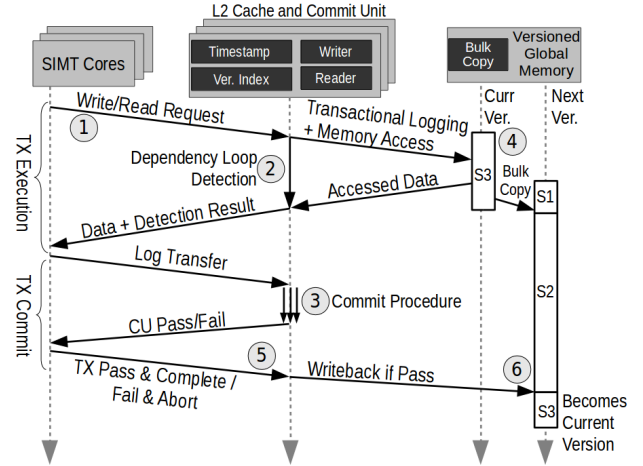 L2 Cache and Commit Unit
SIMT Cores
Timestamp
Writer
Ver. Index
Reader
Bulk
Copy
Versioned
Global
Memory
Write/Read Request
1
Transactional Logging
+ Memory Access
Curr
Ver.
Next
Ver.
4
TX Execution
Dependency Loop
Detection
2
S3
Bulk
Copy
Accessed Data
S1
Data + Detection Result
Log Transfer
S2
TX Commit
3
Commit Procedure
CU Pass/Fail
5
6
TX Pass & Complete /
Fail & Abort
Writeback if Pass
S3
Becomes
Current
Version